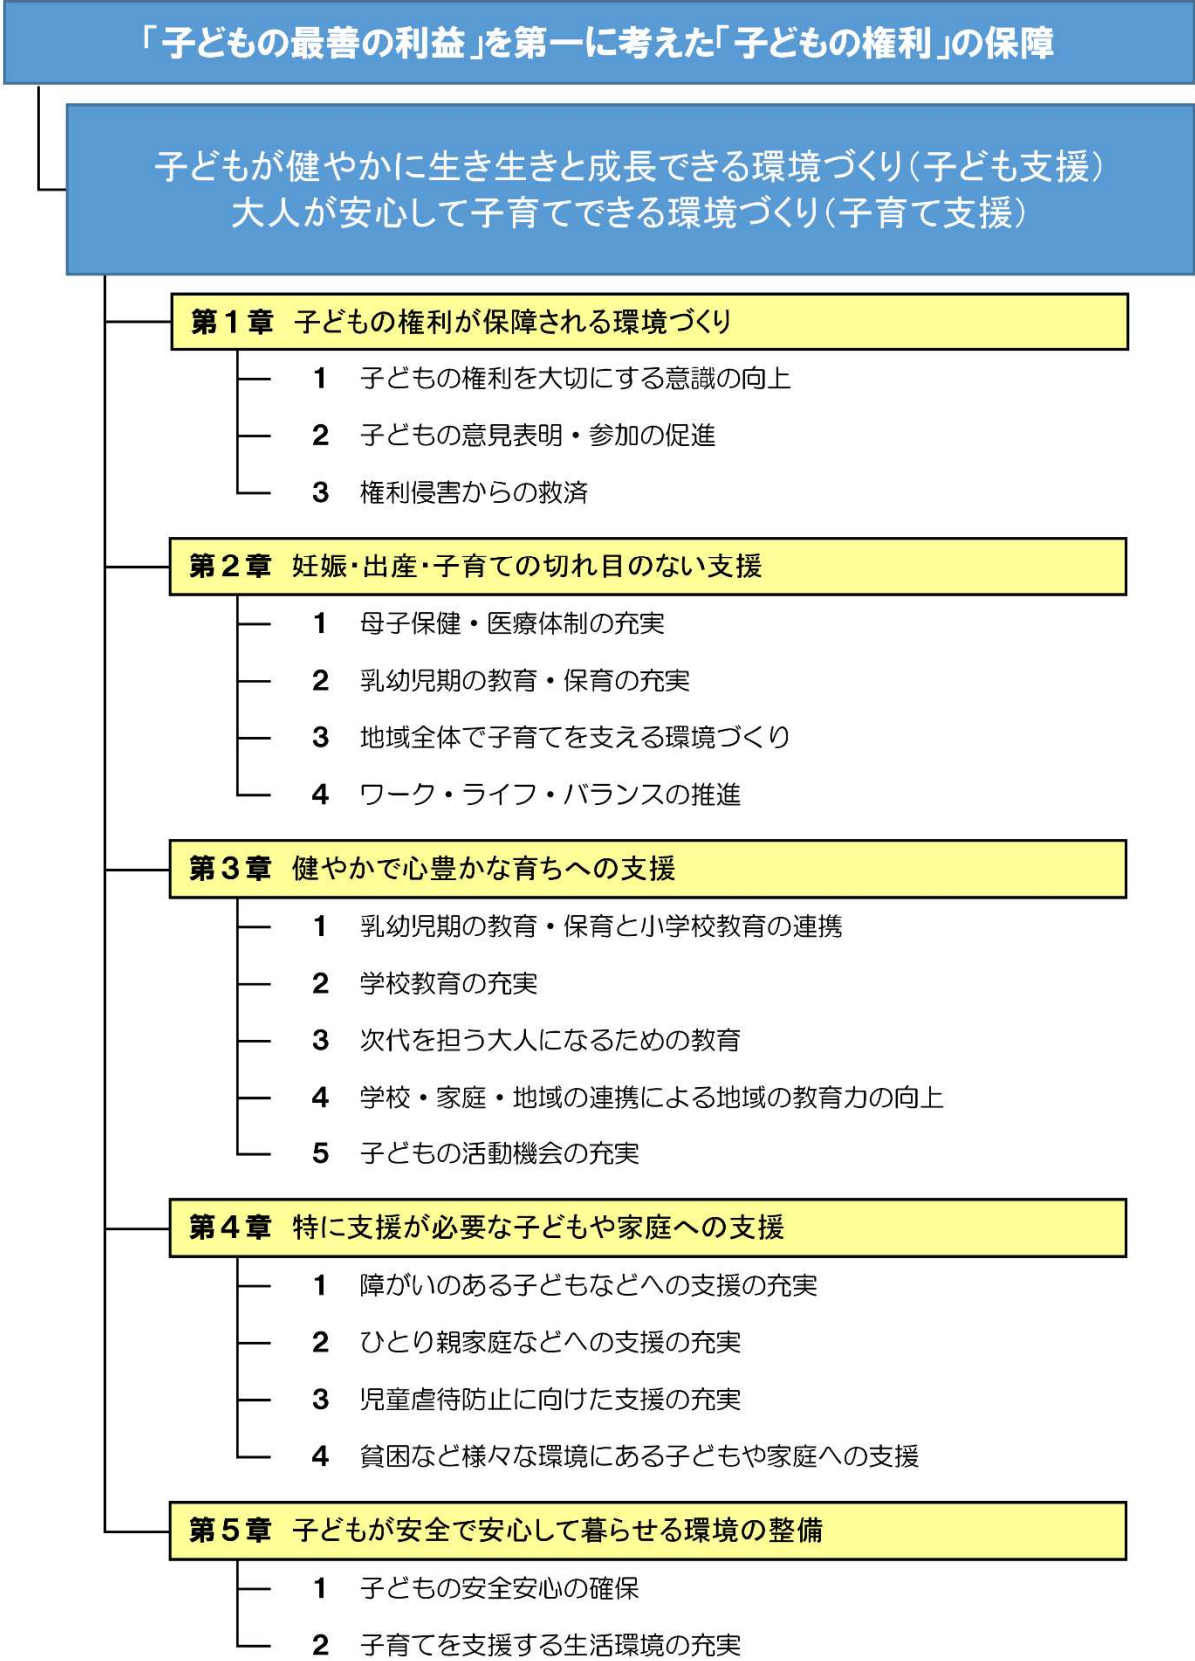 「子どもの最善の利益」を第一に考えた「子どもの権利」の保障
子どもが健やかに生き生きと成長できる環境づくり（子ども支援）
大人が安心して子育てできる環境づくり（子育て支援）
第１章 子どもの権利が保障される環境づくり
1 子どもの権利を大切にする意識の向上
2 子どもの意見表明・参加の促進
3 権利侵害からの救済
第２章 妊娠・出産・子育ての切れ目のない支援
1 母子保健・医療体制の充実
2 乳幼児期の教育・保育の充実
3 地域全体で子育てを支える環境づくり
4 ワーク・ライフ・バランスの推進
第３章 健やかで心豊かな育ちへの支援
1 乳幼児期の教育・保育と小学校教育の連携
2 学校教育の充実
3 次代を担う大人になるための教育
4 学校・家庭・地域の連携による地域の教育力の向上
5 子どもの活動機会の充実
第４章 特に支援が必要な子どもや家庭への支援
1 障がいのある子どもなどへの支援の充実
2 ひとり親家庭などへの支援の充実
3 児童虐待防止に向けた支援の充実
4 貧困など様々な環境にある子どもや家庭への支援
第５章 子どもが安全で安心して暮らせる環境の整備
1 子どもの安全安心の確保
2 子育てを支援する生活環境の充実